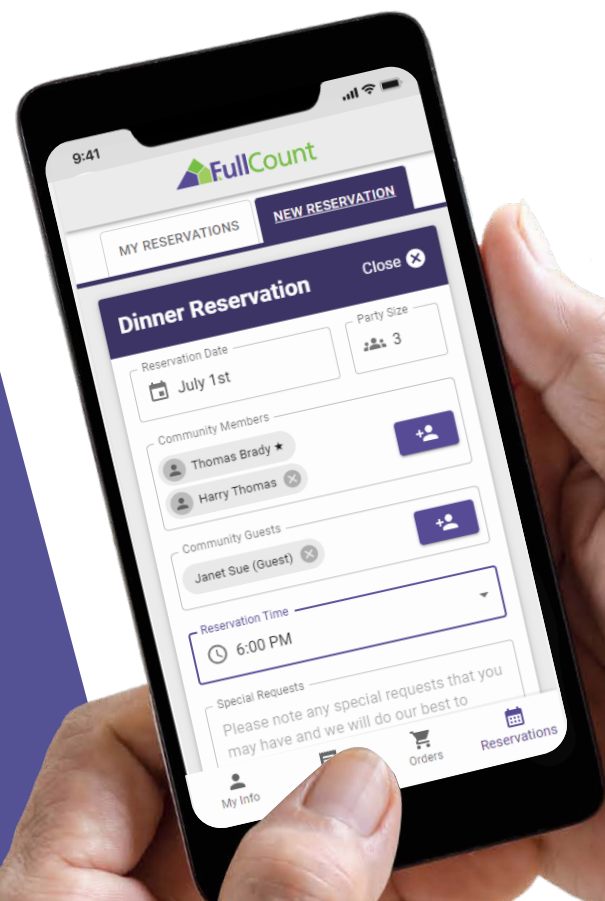 9:41
FullCount
MY RESERVATIONS
NEW RESERVATION
Dinner Reservation
Close
Reservation Date
July 1st
Party Size
3
Community Members
Thomas Brady ★
Harry Thomas
Community Guests
Janet Sue (Guest)
Reservation Time
6:00 PM
Special Requests
Please note any special requests that you
may have and we will do our best to
My Info
Orders
Reservations